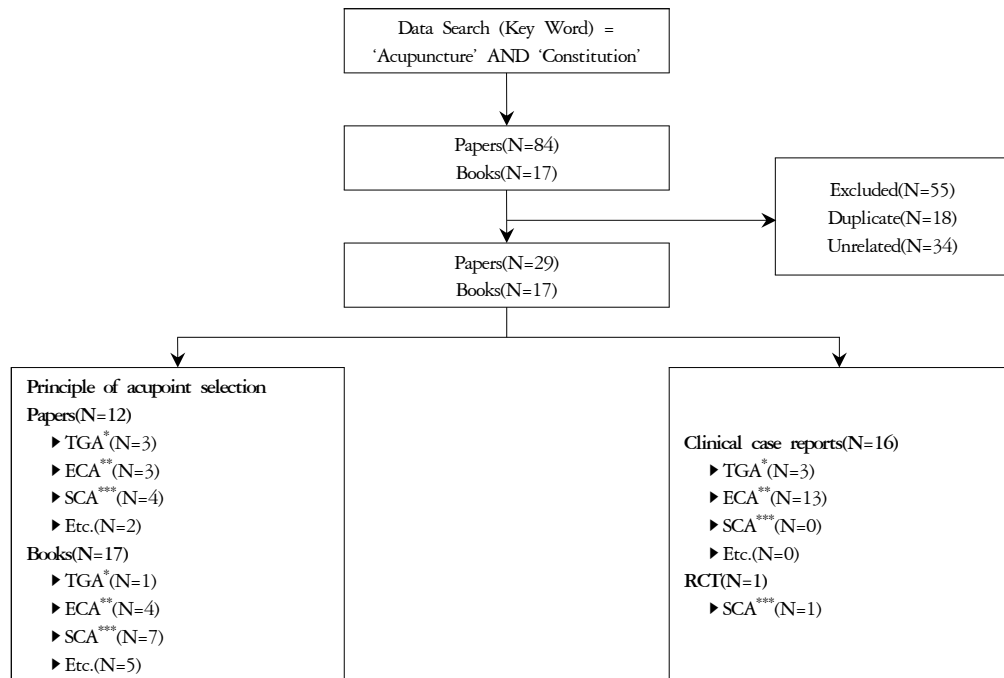 Data Search (Key Word) =
‘Acupuncture’ AND ‘Constitution’
Papers(N=84)
Books(N=17)
Excluded(N=55)
Duplicate(N=18)
Unrelated(N=34)
Papers(N=29)
Books(N=17)
Principle of acupoint selection
Papers(N=12)
▶TGA*(N=3)
▶ECA**(N=3)
▶SCA***(N=4)
▶Etc.(N=2)
Books(N=17)
▶TGA*(N=1)
▶ECA**(N=4)
▶SCA***(N=7)
▶Etc.(N=5)
Clinical case reports(N=16)
▶TGA*(N=3)
▶ECA**(N=13)
▶SCA***(N=0)
▶Etc.(N=0)
RCT(N=1)
▶SCA***(N=1)